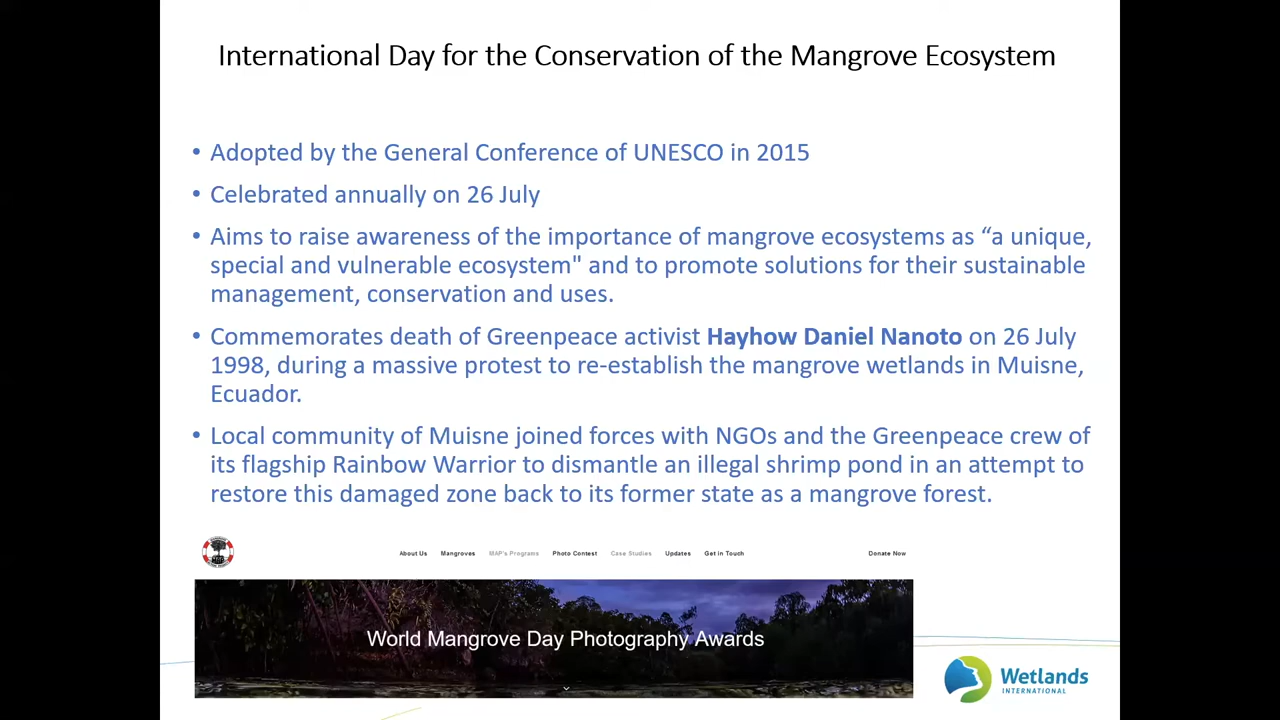 International Day for the Conservation of the Mangrove Ecosystem
• Adopted by the General Conference of UNESCO in 2015
• Celebrated annually on 26 July
• Aims to raise awareness of the importance of mangrove ecosystems as “a unique,
special and vulnerable ecosystem" and to promote solutions for their sustainable
management, conservation and uses.
• Commemorates death of Greenpeace activist Hayhow Daniel Nanoto on 26 July
1998, during a massive protest to re-establish the mangrove wetlands in Muisne,
Ecuador.
• Local community of Muisne joined forces with NGOs and the Greenpeace crew of
its flagship Rainbow Warrior to dismantle an illegal shrimp pond in an attempt to
restore this damaged zone back to its former state as a mangrove forest.
About Us Mangroves MAP's Programs Photo Contest Case Studies Updates Get in Touch Donate Now
World Mangrove Day Photography Awards
Wetlands
INTERNATIONAL